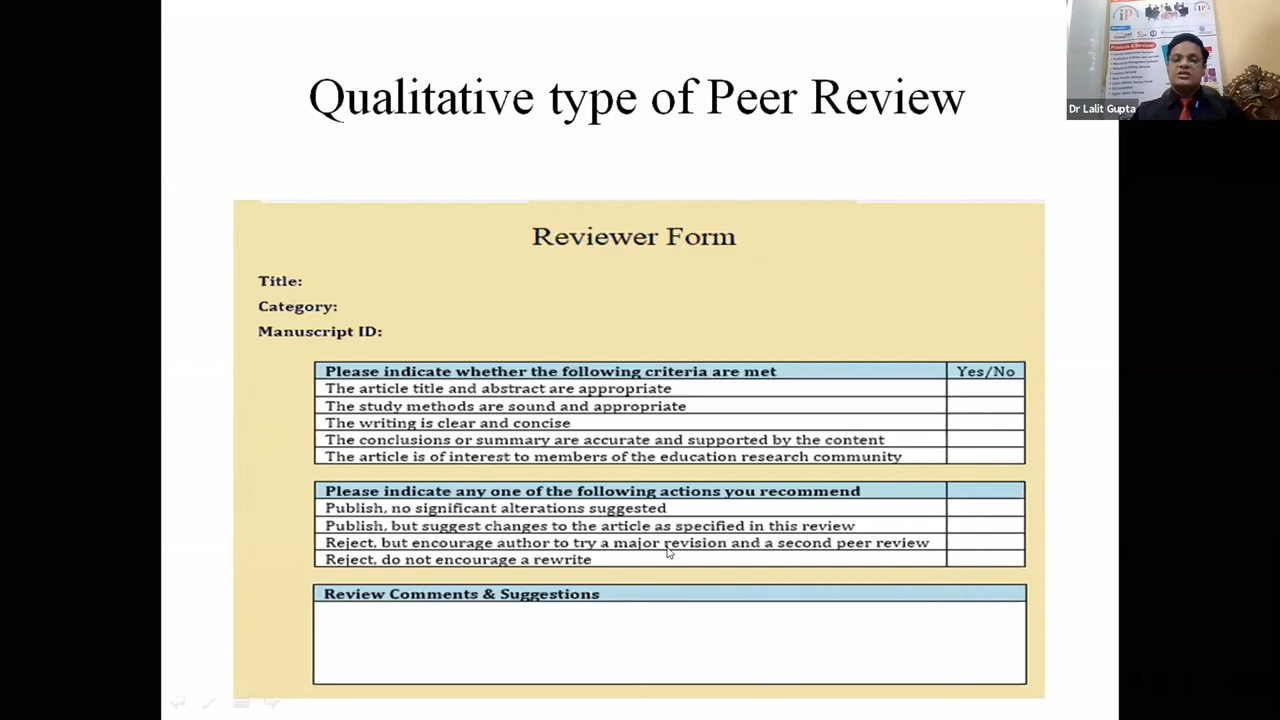 Qualitative type of Peer Review
Dr Lalit Gupta
iP
Products & Services
Reviewer Form
Title:
Category:
Manuscript ID:
Please indicate whether the following criteria are met Yes/No
The article title and abstract are appropriate
The study methods are sound and appropriate
The writing is clear and concise
The conclusions or summary are accurate and supported by the content
The article is of interest to members of the education research community
Please indicate any one of the following actions you recommend
Publish, no significant alterations suggested
Publish, but suggest changes to the article as specified in this review
Reject, but encourage author to try a major revision and a second peer review
Reject, do not encourage a rewrite
Review Comments & Suggestions